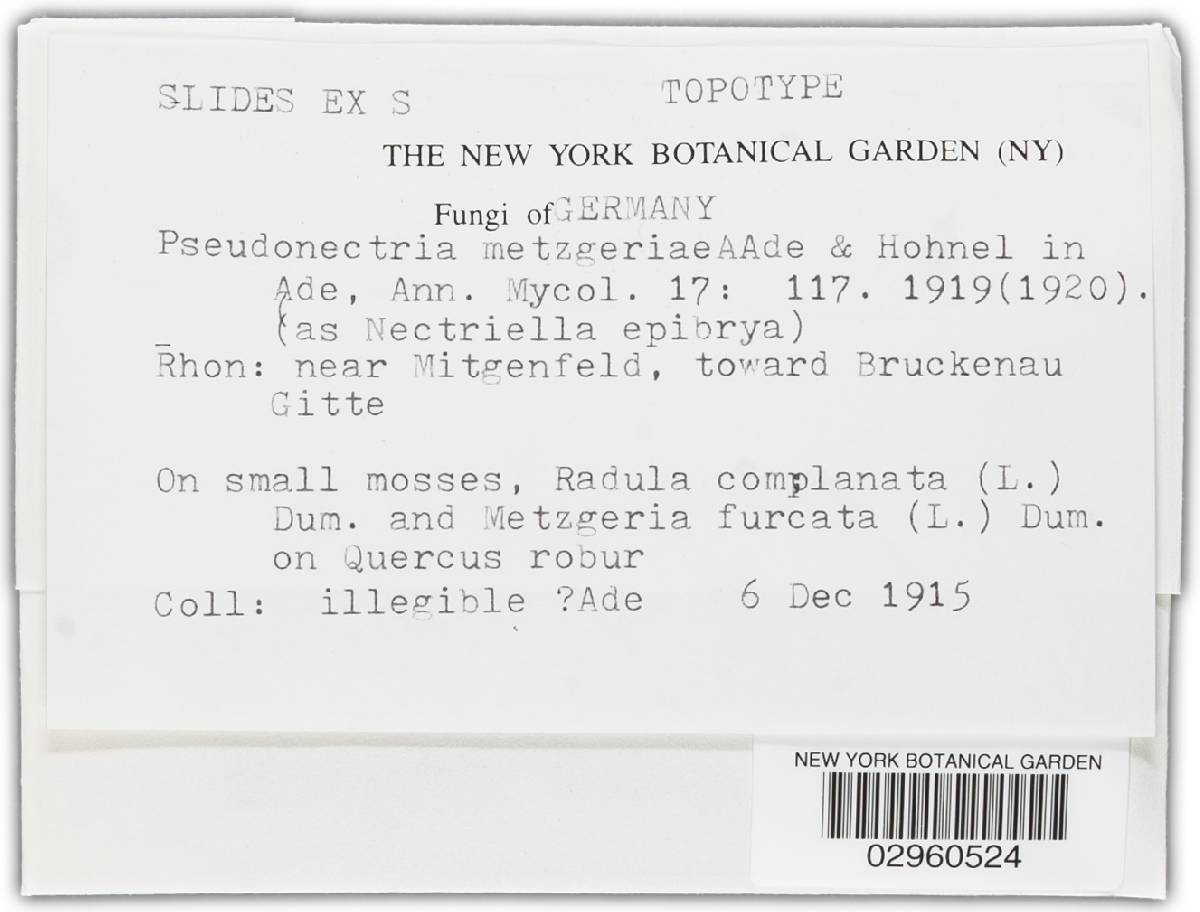 SLIDES EX S TOPOTYPE
THE NEW YORK BOTANICAL GARDEN (NY)
Fungi of GERMANY
Pseudonectria metzgeriaeAAde & Hohnel in
Ade, Ann. Mycol. 17: 117. 1919(1920).
(as Nectriella epibrya)
Rhon: near Mitgenfeld, toward Bruckenau
Gitte
On small mosses, Radula complanata (L.)
Dum. and Metzgeria furcata (L.) Dum.
on Quercus robur
Coll: illegible ?Ade 6 Dec 1915
NEW YORK BOTANICAL GARDEN
02960524